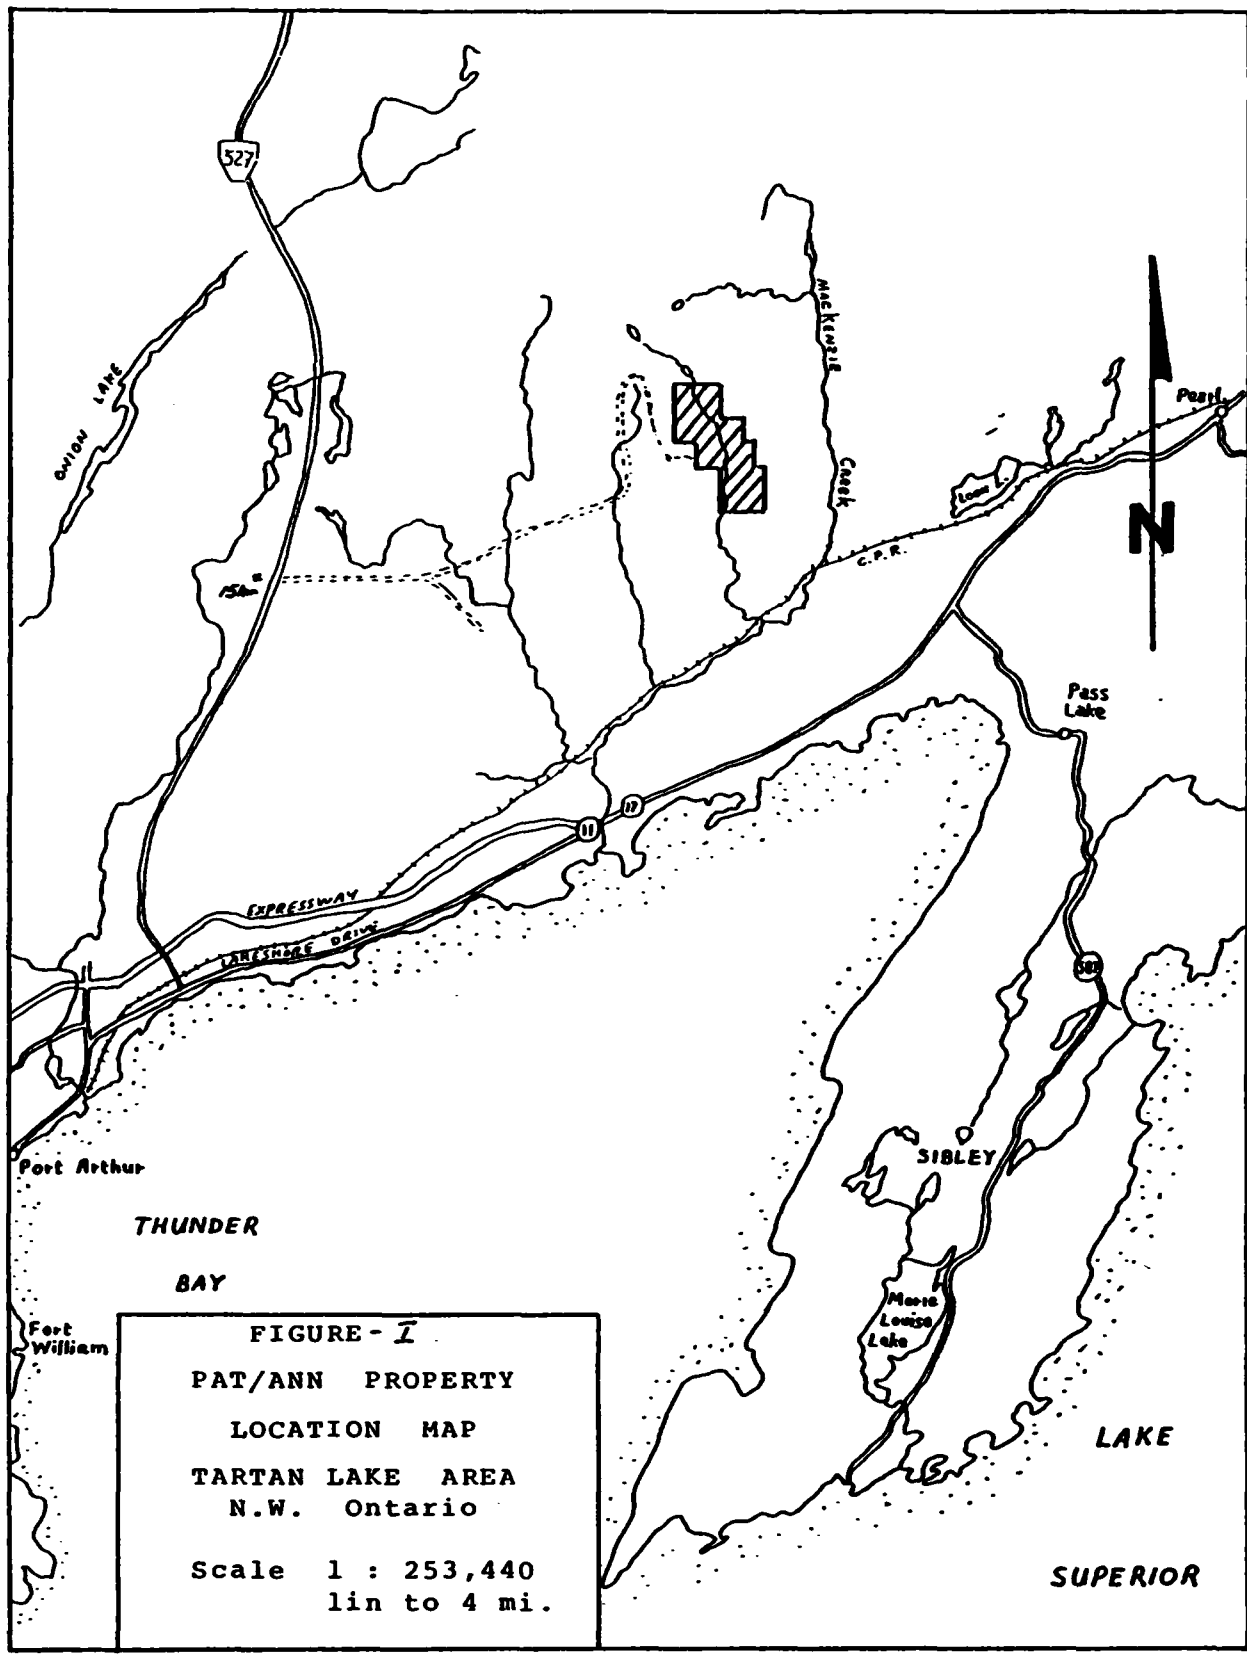 527
ONION LAKE
MACKENZIE
Creek
Pearl
Loon L.
N
C.P.R.
15km
Pass
Lake
17
11
EXPRESSWAY
LAKESHORE DRIVE
SIBLEY
Port Arthur
THUNDER
BAY
Marie
Louise
Lake
Fort
William
FIGURE-I
PAT/ANN PROPERTY
LOCATION MAP
TARTAN LAKE AREA
N.W. Ontario
Scale 1 : 253,440
1in to 4 mi.
LAKE
SUPERIOR